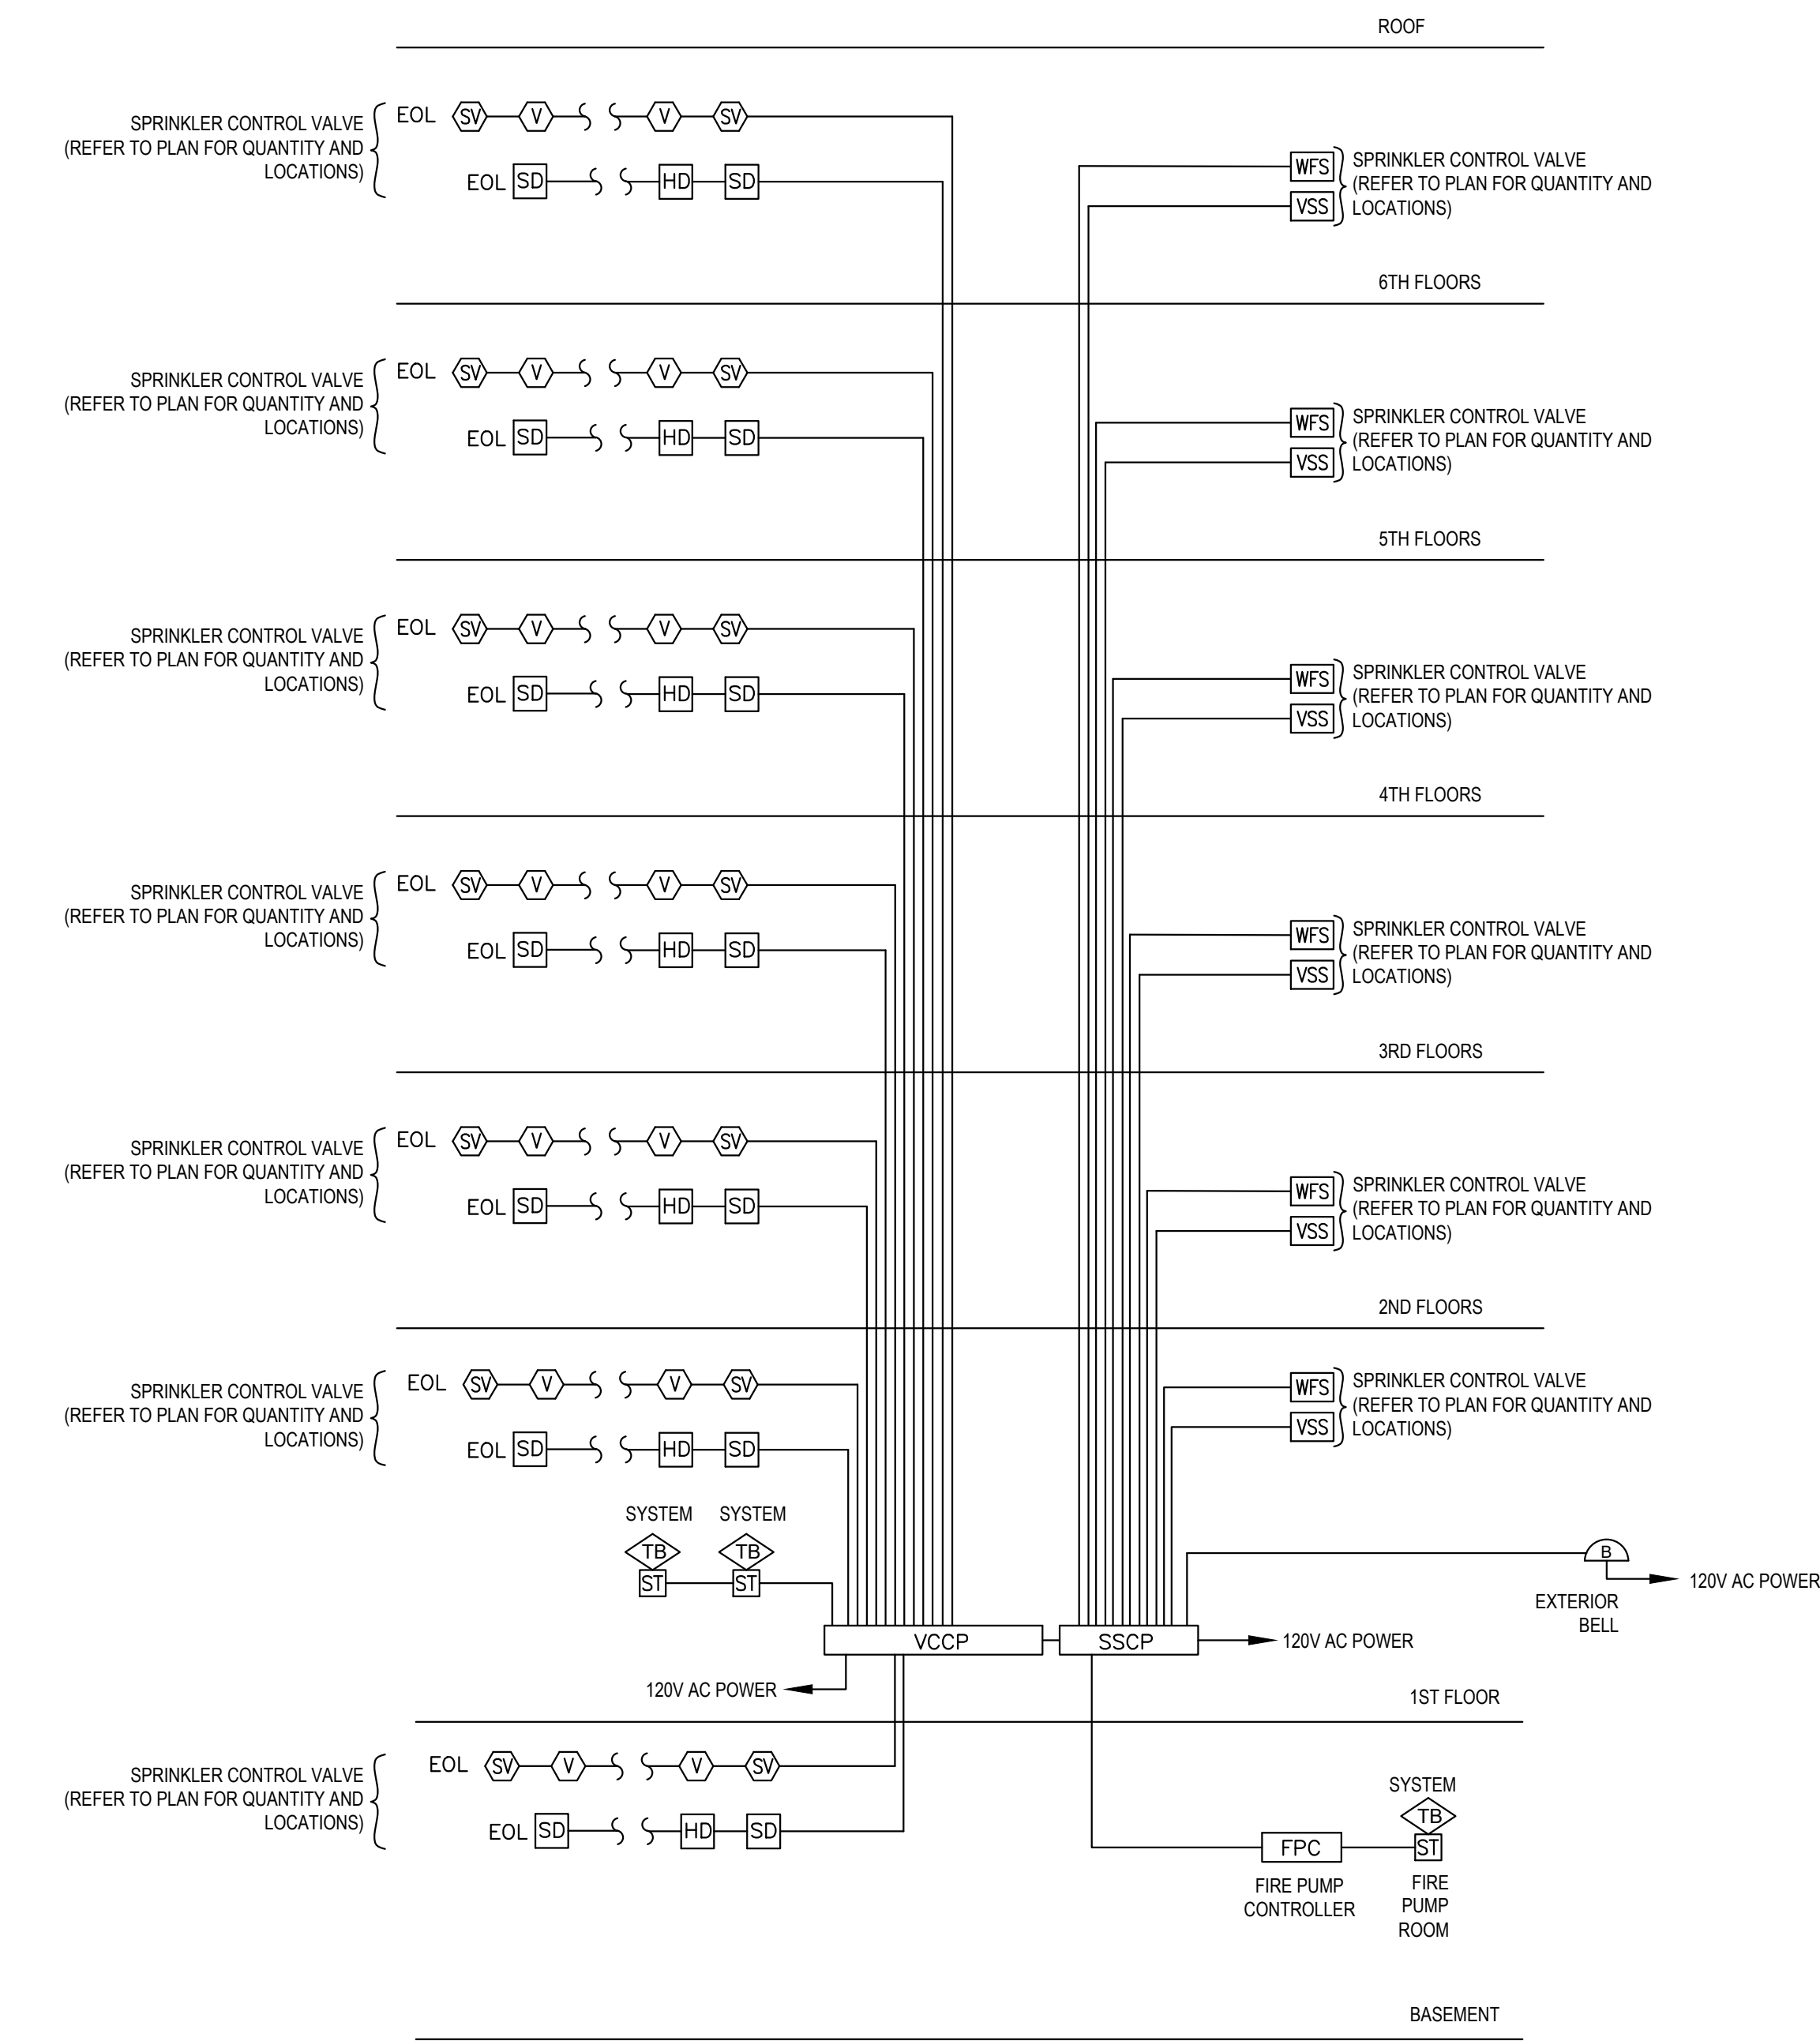 ROOF
SPRINKLER CONTROL VALVE
(REFER TO PLAN FOR QUANTITY AND
LOCATIONS)
EOL SV V V SV
EOL SD HD SD
WFS
VSS
SPRINKLER CONTROL VALVE
(REFER TO PLAN FOR QUANTITY AND
LOCATIONS)
6TH FLOORS
SPRINKLER CONTROL VALVE
(REFER TO PLAN FOR QUANTITY AND
LOCATIONS)
EOL SV V V SV
EOL SD HD SD
WFS
VSS
SPRINKLER CONTROL VALVE
(REFER TO PLAN FOR QUANTITY AND
LOCATIONS)
5TH FLOORS
SPRINKLER CONTROL VALVE
(REFER TO PLAN FOR QUANTITY AND
LOCATIONS)
EOL SV V V SV
EOL SD HD SD
WFS
VSS
SPRINKLER CONTROL VALVE
(REFER TO PLAN FOR QUANTITY AND
LOCATIONS)
4TH FLOORS
SPRINKLER CONTROL VALVE
(REFER TO PLAN FOR QUANTITY AND
LOCATIONS)
EOL SV V V SV
EOL SD HD SD
WFS
VSS
SPRINKLER CONTROL VALVE
(REFER TO PLAN FOR QUANTITY AND
LOCATIONS)
3RD FLOORS
SPRINKLER CONTROL VALVE
(REFER TO PLAN FOR QUANTITY AND
LOCATIONS)
EOL SV V V SV
EOL SD HD SD
WFS
VSS
SPRINKLER CONTROL VALVE
(REFER TO PLAN FOR QUANTITY AND
LOCATIONS)
2ND FLOORS
SPRINKLER CONTROL VALVE
(REFER TO PLAN FOR QUANTITY AND
LOCATIONS)
EOL SV V V SV
EOL SD HD SD
WFS
VSS
SPRINKLER CONTROL VALVE
(REFER TO PLAN FOR QUANTITY AND
LOCATIONS)
SYSTEM SYSTEM
TB TB
ST ST
B
120V AC POWER
EXTERIOR
BELL
VCCP SSCP
120V AC POWER
120V AC POWER
1ST FLOOR
SPRINKLER CONTROL VALVE
(REFER TO PLAN FOR QUANTITY AND
LOCATIONS)
EOL SV V V SV
EOL SD HD SD
SYSTEM
TB
FPC ST
FIRE PUMP
CONTROLLER
FIRE
PUMP
ROOM
BASEMENT